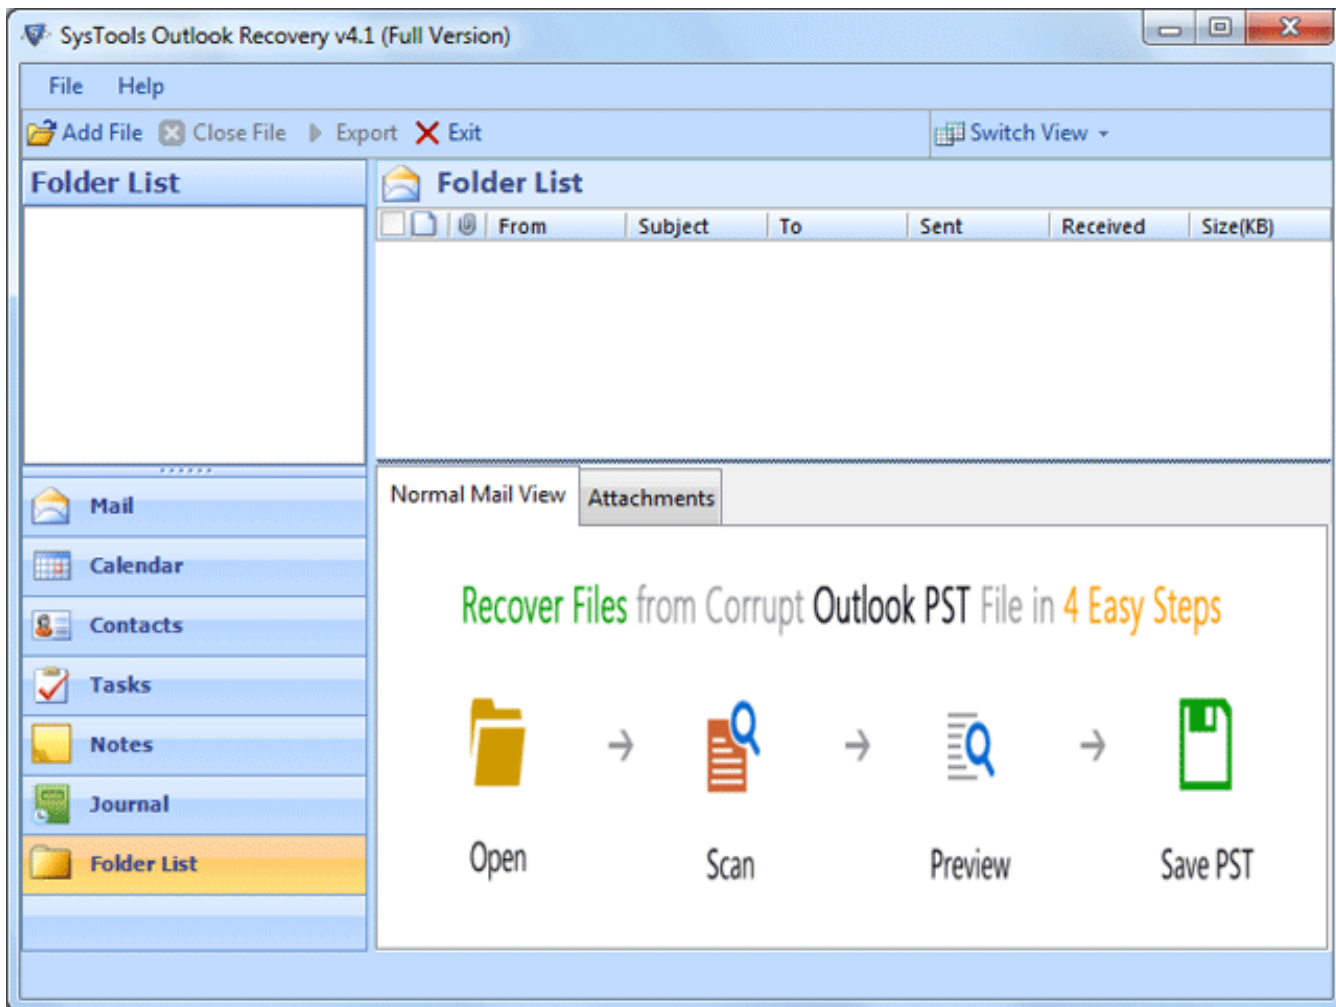 SysTools Outlook Recovery v4.1 (Full Version)
File Help
Add File Close File Export Exit Switch View
Folder List
Folder List
From Subject To Sent Received Size(KB)
Mail
Calendar
Contacts
Tasks
Notes
Journal
Folder List
Normal Mail View Attachments
Recover Files from Corrupt Outlook PST File in 4 Easy Steps
Open Scan Preview Save PST